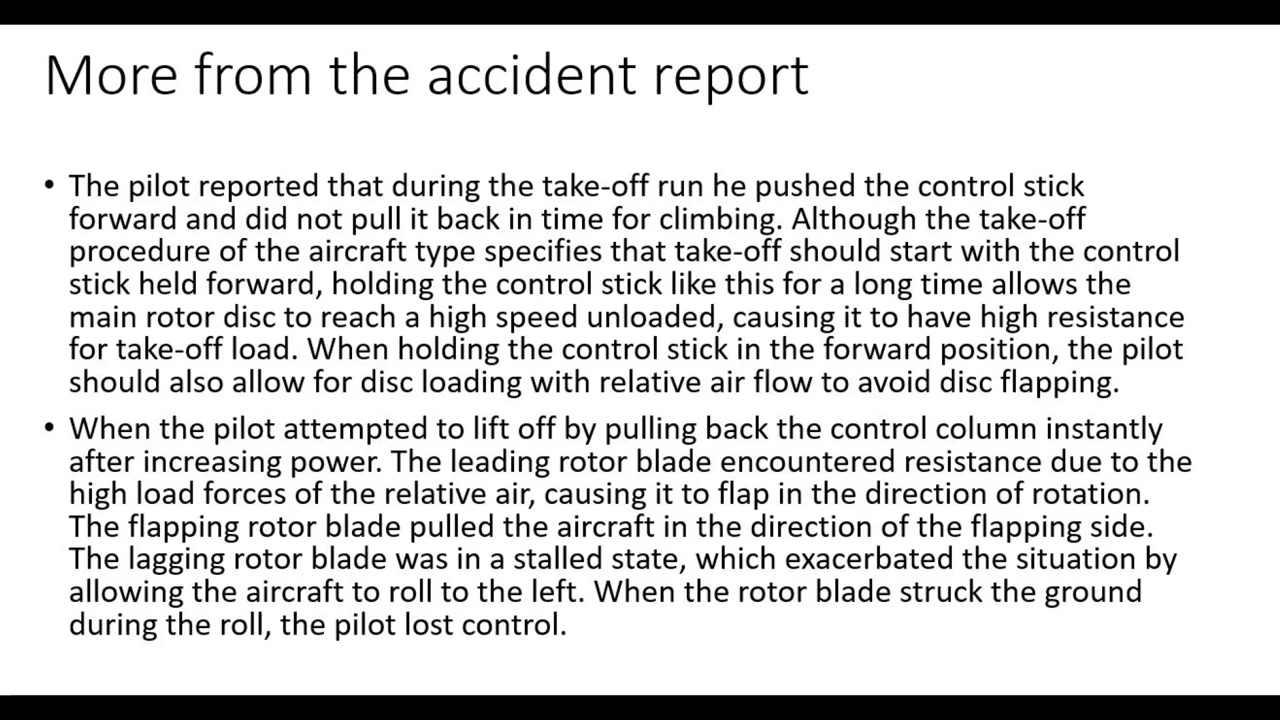 More from the accident report
• The pilot reported that during the take-off run he pushed the control stick
forward and did not pull it back in time for climbing. Although the take-off
procedure of the aircraft type specifies that take-off should start with the control
stick held forward, holding the control stick like this for a long time allows the
main rotor disc to reach a high speed unloaded, causing it to have high resistance
for take-off load. When holding the control stick in the forward position, the pilot
should also allow for disc loading with relative air flow to avoid disc flapping.
• When the pilot attempted to lift off by pulling back the control column instantly
after increasing power. The leading rotor blade encountered resistance due to the
high load forces of the relative air, causing it to flap in the direction of rotation.
The flapping rotor blade pulled the aircraft in the direction of the flapping side.
The lagging rotor blade was in a stalled state, which exacerbated the situation by
allowing the aircraft to roll to the left. When the rotor blade struck the ground
during the roll, the pilot lost control.